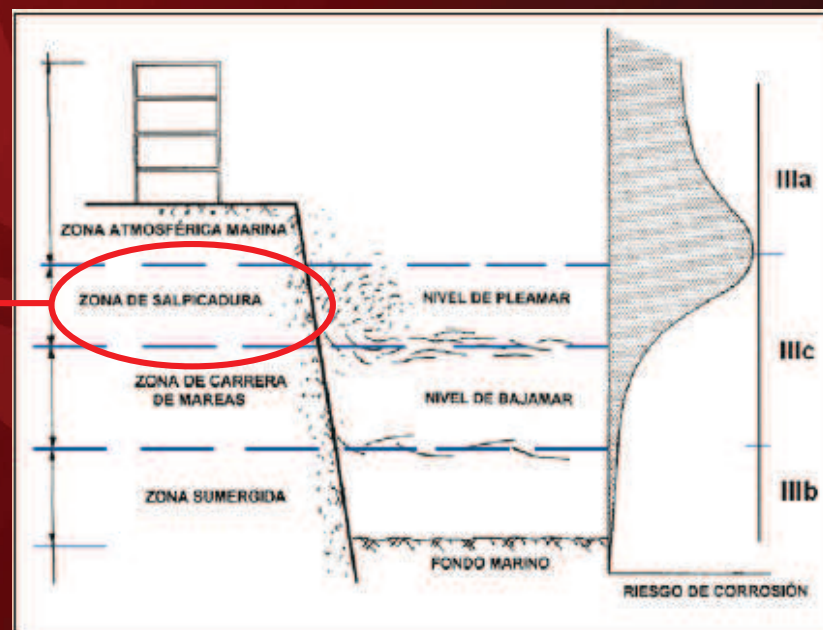 ZONA ATMOSFÉRICA MARINA
ZONA DE SALPICADURA
NIVEL DE PLEAMAR
ZONA DE CARRERA
DE MAREAS
NIVEL DE BAJAMAR
ZONA SUMERGIDA
FONDO MARINO
IIIa
IIIc
IIIb
RIESGO DE CORROSIÓN